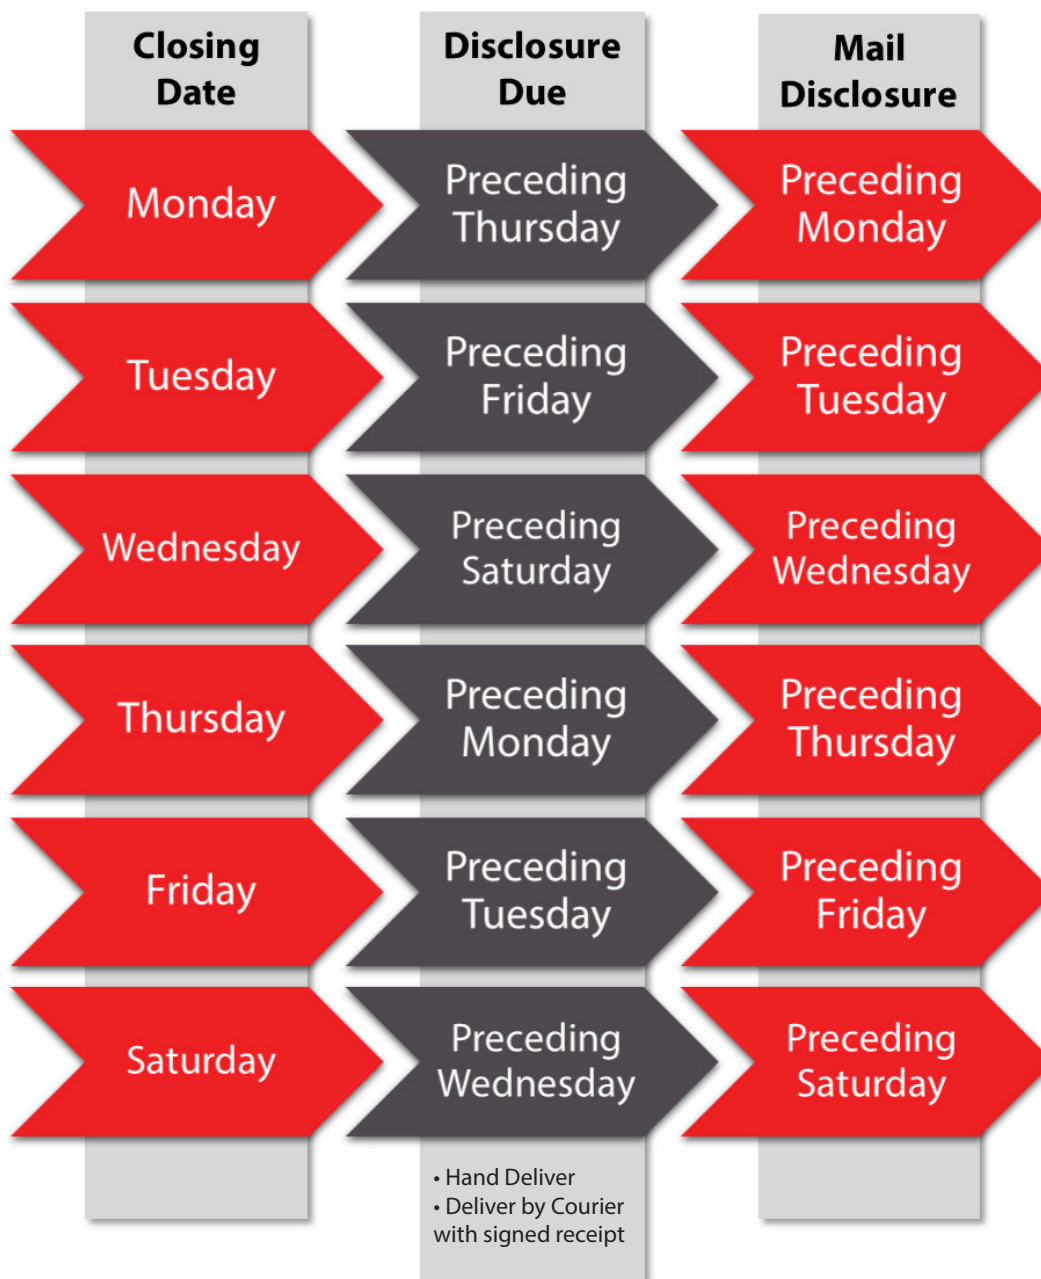 Closing
Date
Disclosure
Due
Mail
Disclosure
Monday
Preceding
Thursday
Preceding
Monday
Tuesday
Preceding
Friday
Preceding
Tuesday
Wednesday
Preceding
Saturday
Preceding
Wednesday
Thursday
Preceding
Monday
Preceding
Thursday
Friday
Preceding
Tuesday
Preceding
Friday
Saturday
Preceding
Wednesday
Preceding
Saturday
• Hand Deliver
• Deliver by Courier
with signed receipt